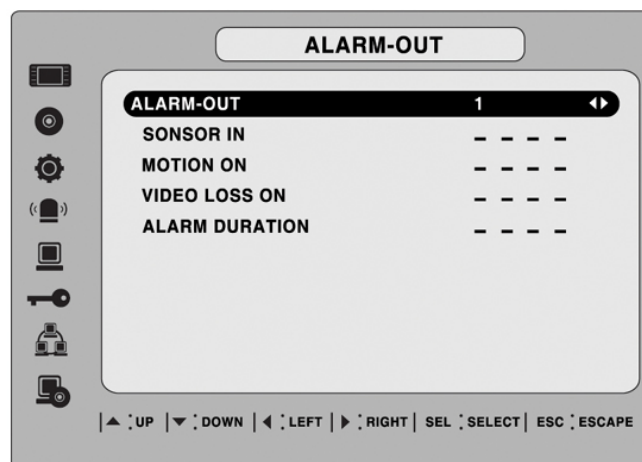 ALARM-OUT
ALARM-OUT 1
SONSOR IN _ _ _ _
MOTION ON _ _ _ _
VIDEO LOSS ON _ _ _ _
ALARM DURATION _ _ _ _
▲ : UP | ▼ : DOWN | ◀ : LEFT | ▶ : RIGHT | SEL : SELECT | ESC : ESCAPE